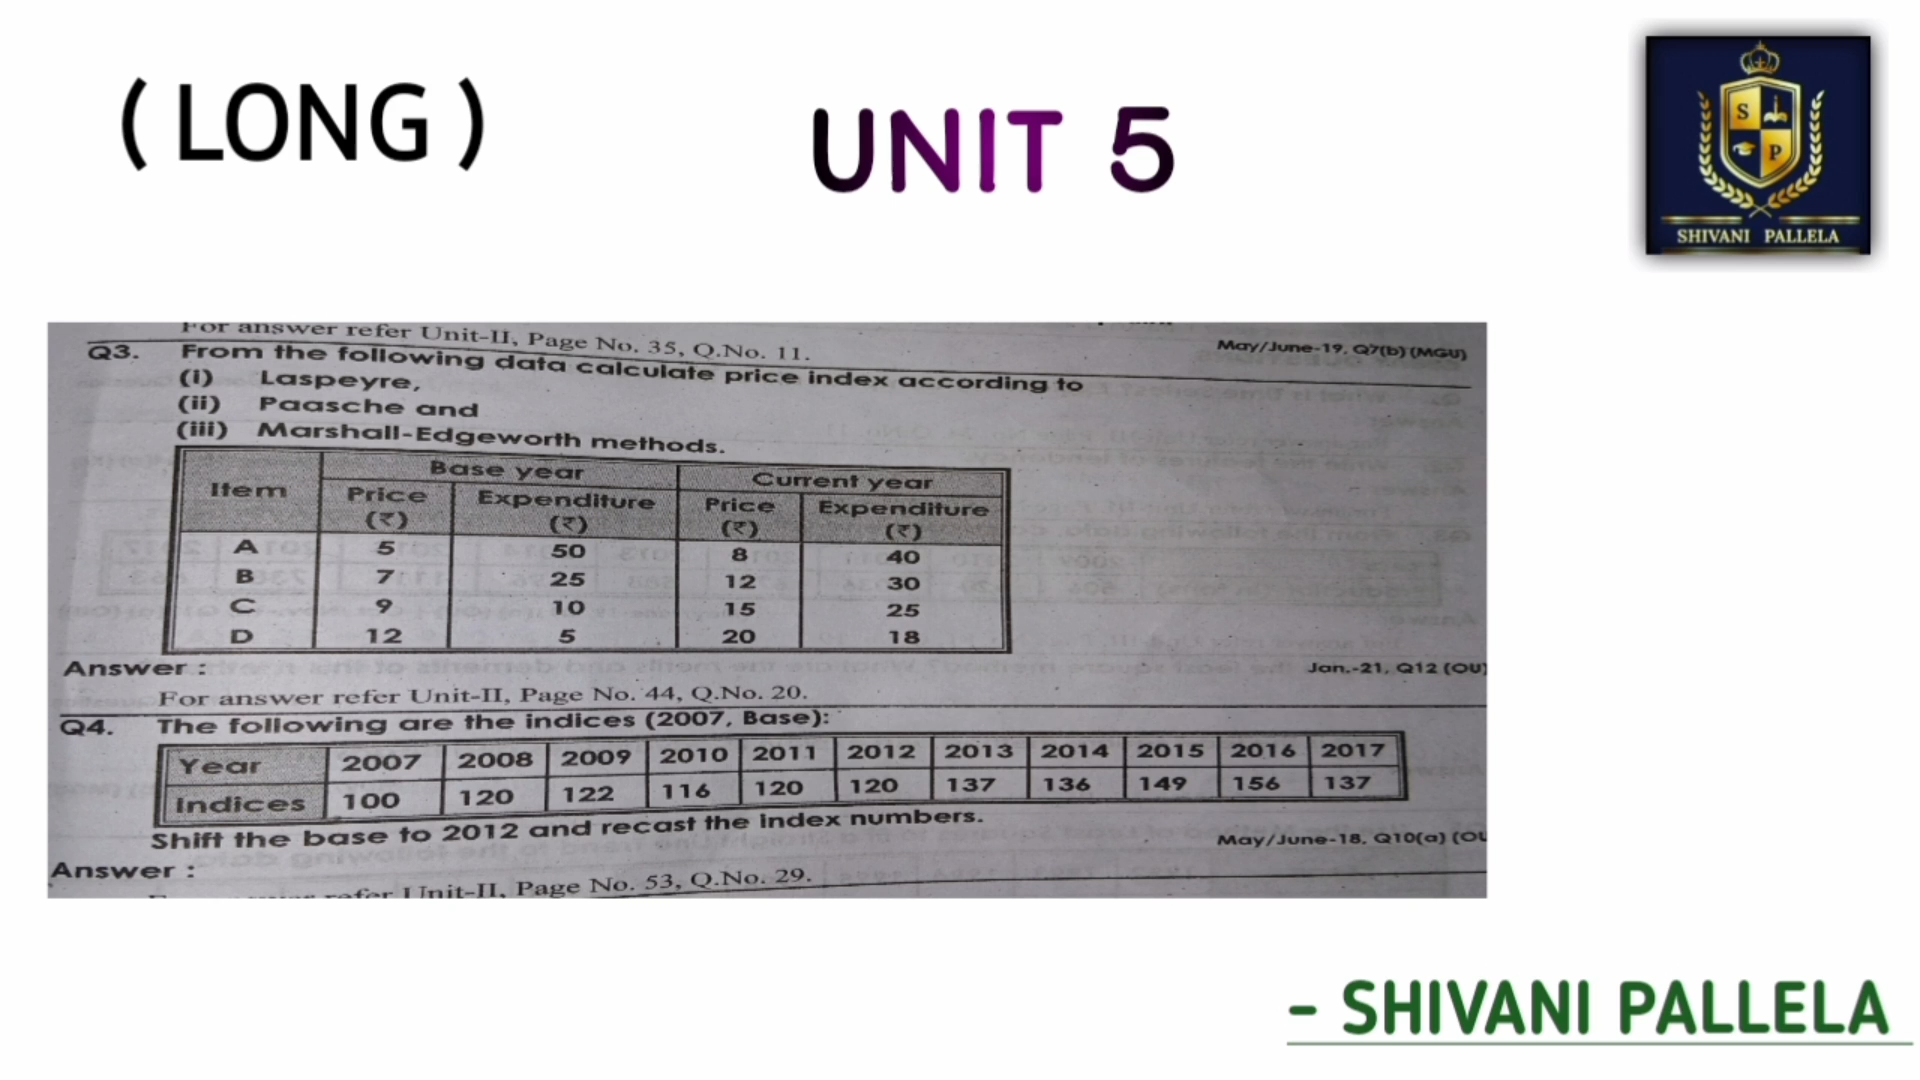 ( LONG )
UNIT 5
S
P
SHIVANI PALLELA
For answer refer Unit-II, Page No. 35, Q.No. 11.
May/June-19, Q7(b) (MGU)
Q3. From the following data calculate price index according to
(i) Laspeyre,
(ii) Paasche and
(iii) Marshall-Edgeworth methods.
Item Base year Current year
Price (₹) Expenditure (₹) Price (₹) Expenditure (₹)
A 5 50 8 40
B 7 25 12 30
C 9 10 15 25
D 12 5 20 18
Answer : Jan.-21, Q12 (OU)
For answer refer Unit-II, Page No. 44, Q.No. 20.
Q4. The following are the indices (2007, Base):
Year 2007 2008 2009 2010 2011 2012 2013 2014 2015 2016 2017
Indices 100 120 122 116 120 120 137 136 149 156 137
Shift the base to 2012 and recast the index numbers.
May/June-18, Q10(a) (OU
Answer :
refer Unit-II, Page No. 53, Q.No. 29.
- SHIVANI PALLELA